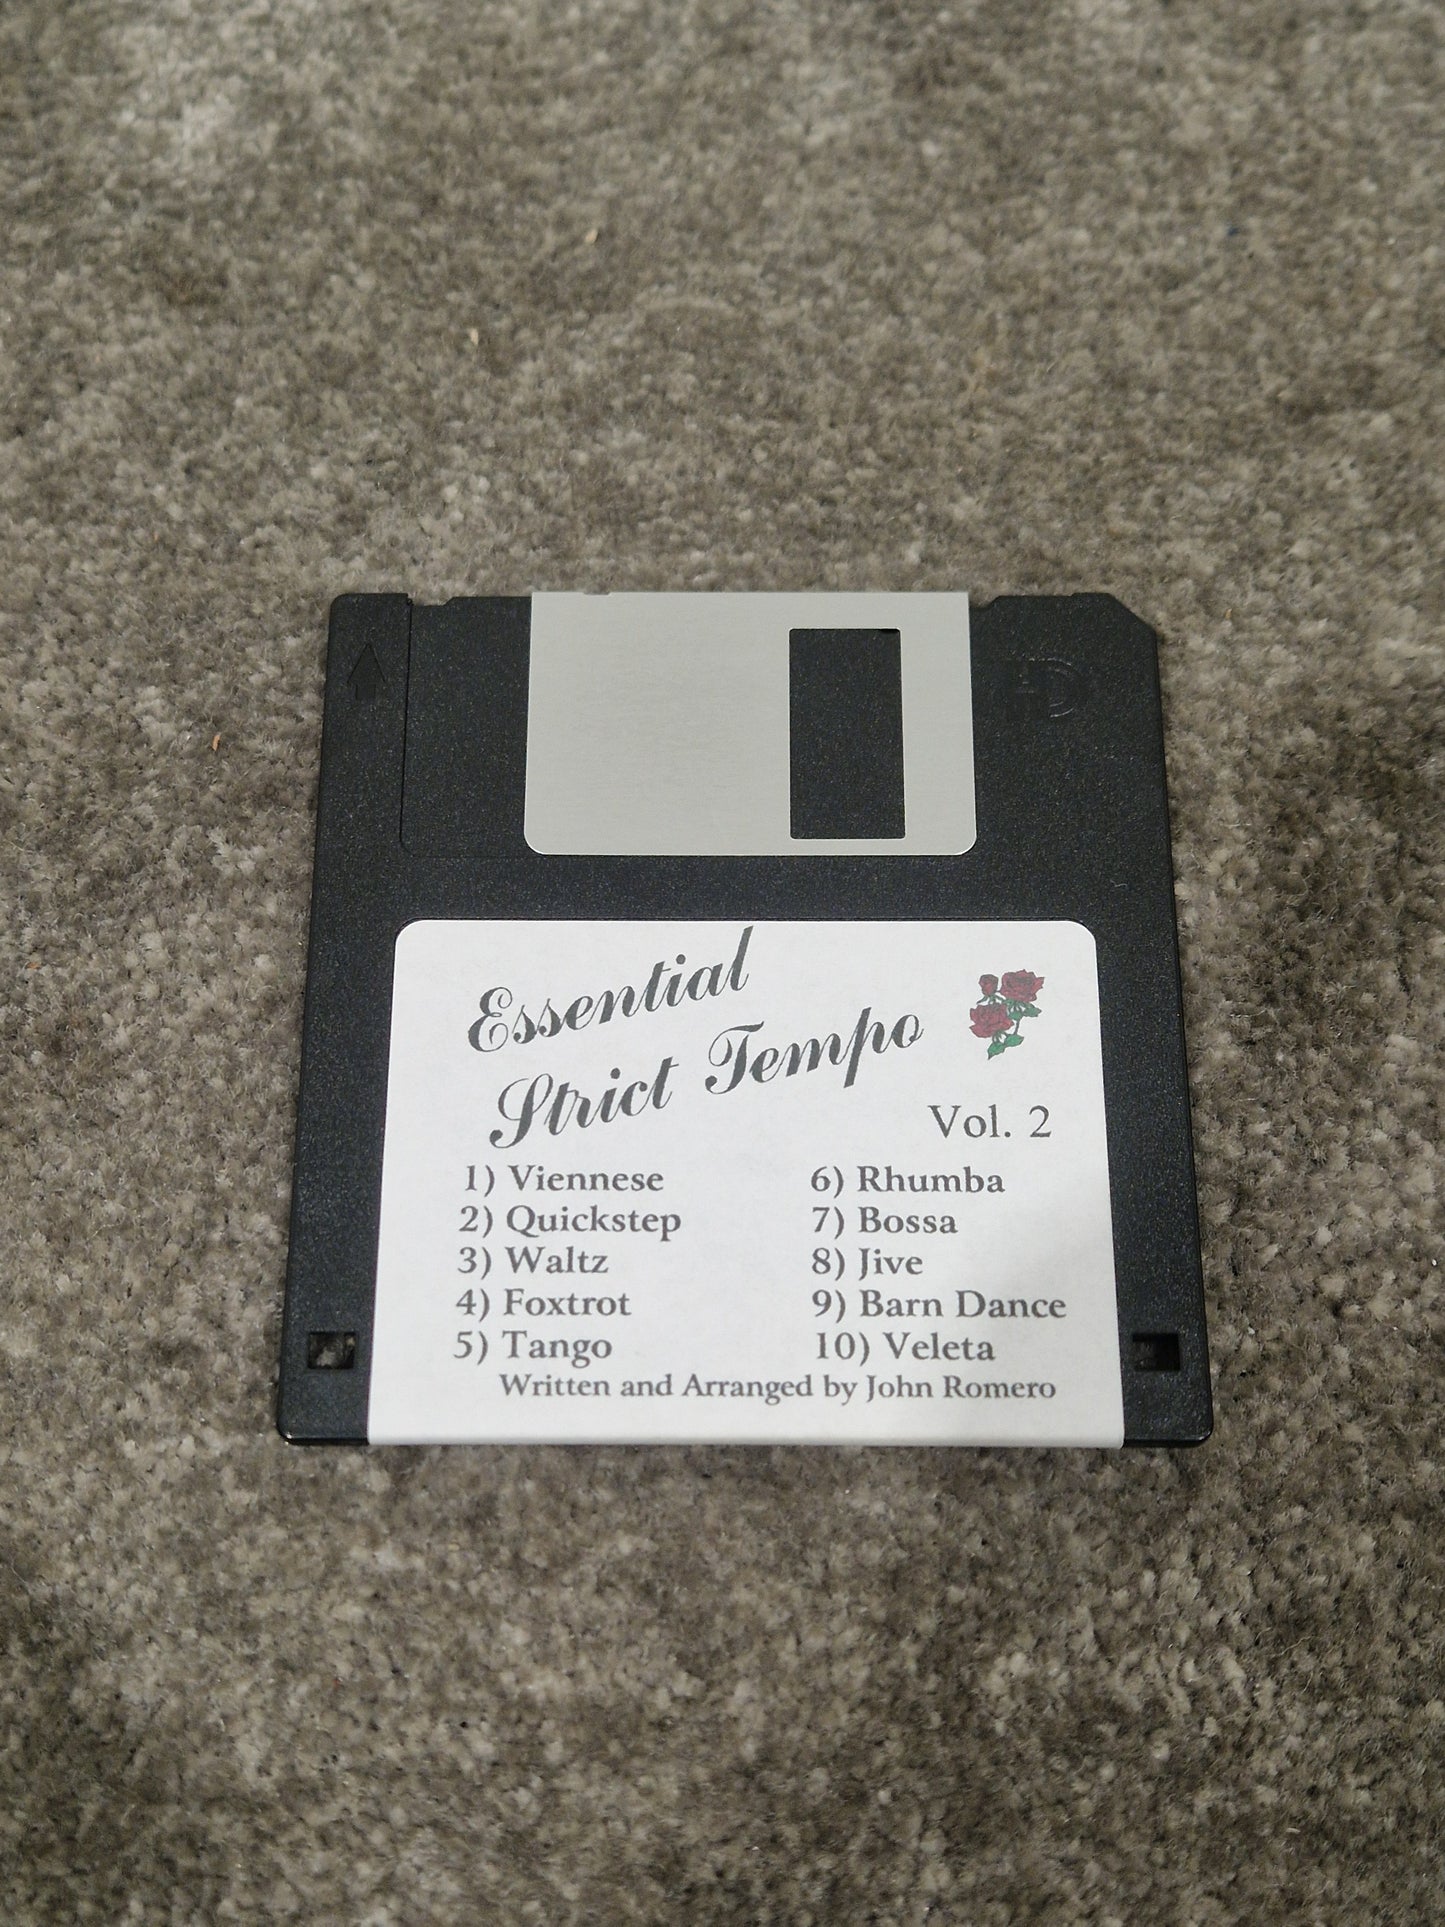 HD
Essential
Strict Tempo
Vol. 2
1) Viennese
2) Quickstep
3) Waltz
4) Foxtrot
5) Tango
6) Rhumba
7) Bossa
8) Jive
9) Barn Dance
10) Veleta
Written and Arranged by John Romero